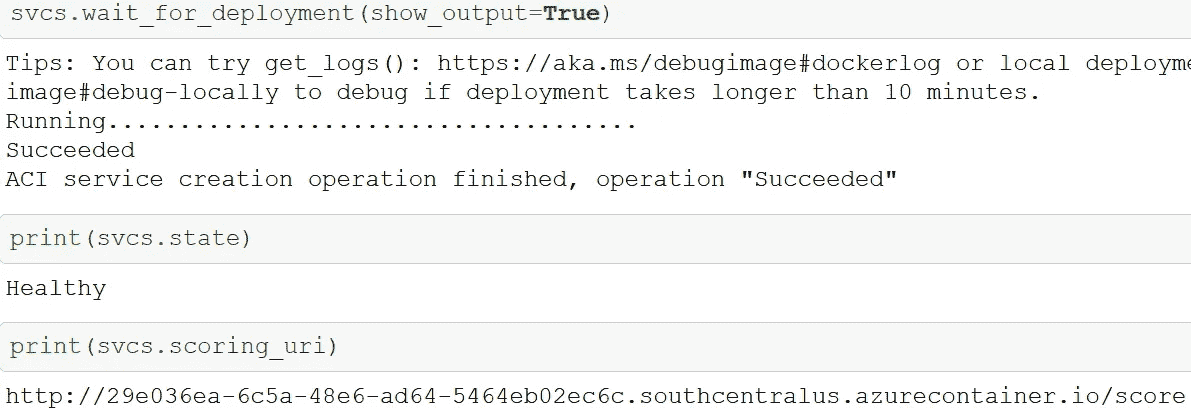 svcs.wait_for_deployment(show_output=True)
Tips: You can try get_logs(): https://aka.ms/debugimage#dockerlog or local deployme
image#debug-locally to debug if deployment takes longer than 10 minutes.
Running.....................................
Succeeded
ACI service creation operation finished, operation "Succeeded"
print(svcs.state)
Healthy
print(svcs.scoring_uri)
http://29e036ea-6c5a-48e6-ad64-5464eb02ec6c.southcentralus.azurecontainer.io/score